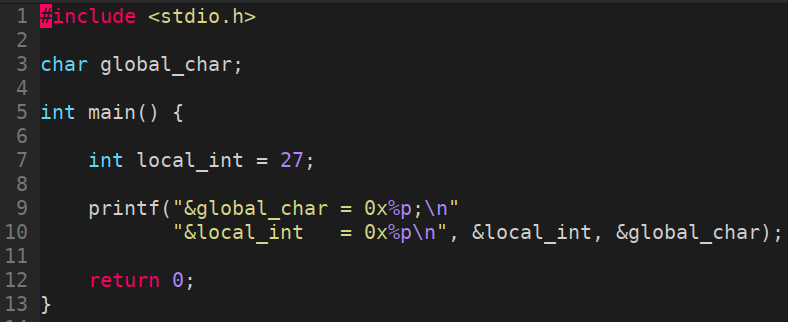 1 #include <stdio.h>
2
3 char global_char;
4
5 int main() {
6
7     int local_int = 27;
8
9     printf("&global_char = 0x%p;\n"
10            "&local_int   = 0x%p\n", &local_int, &global_char);
11
12     return 0;
13 }